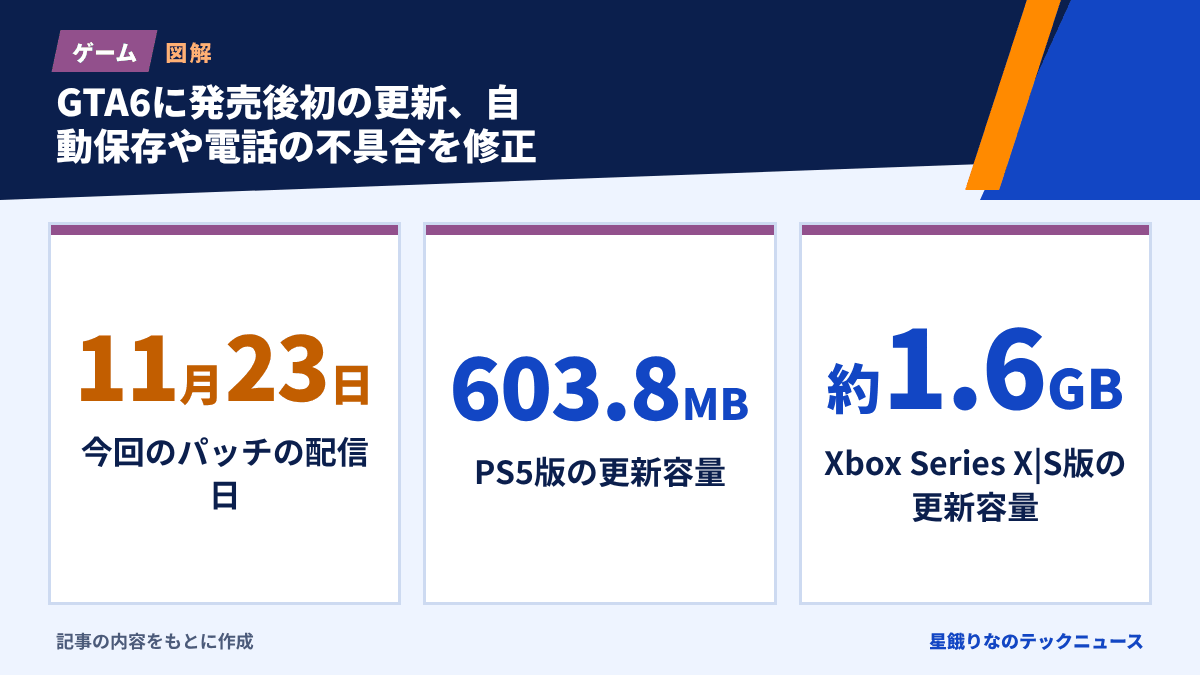 ゲーム 図解
GTA6に発売後初の更新、自
動保存や電話の不具合を修正
11月23日
今回のパッチの配信
日
603.8MB
PS5版の更新容量
約1.6GB
Xbox Series X|S版の
更新容量
記事の内容をもとに作成
星餓りなのテックニュース